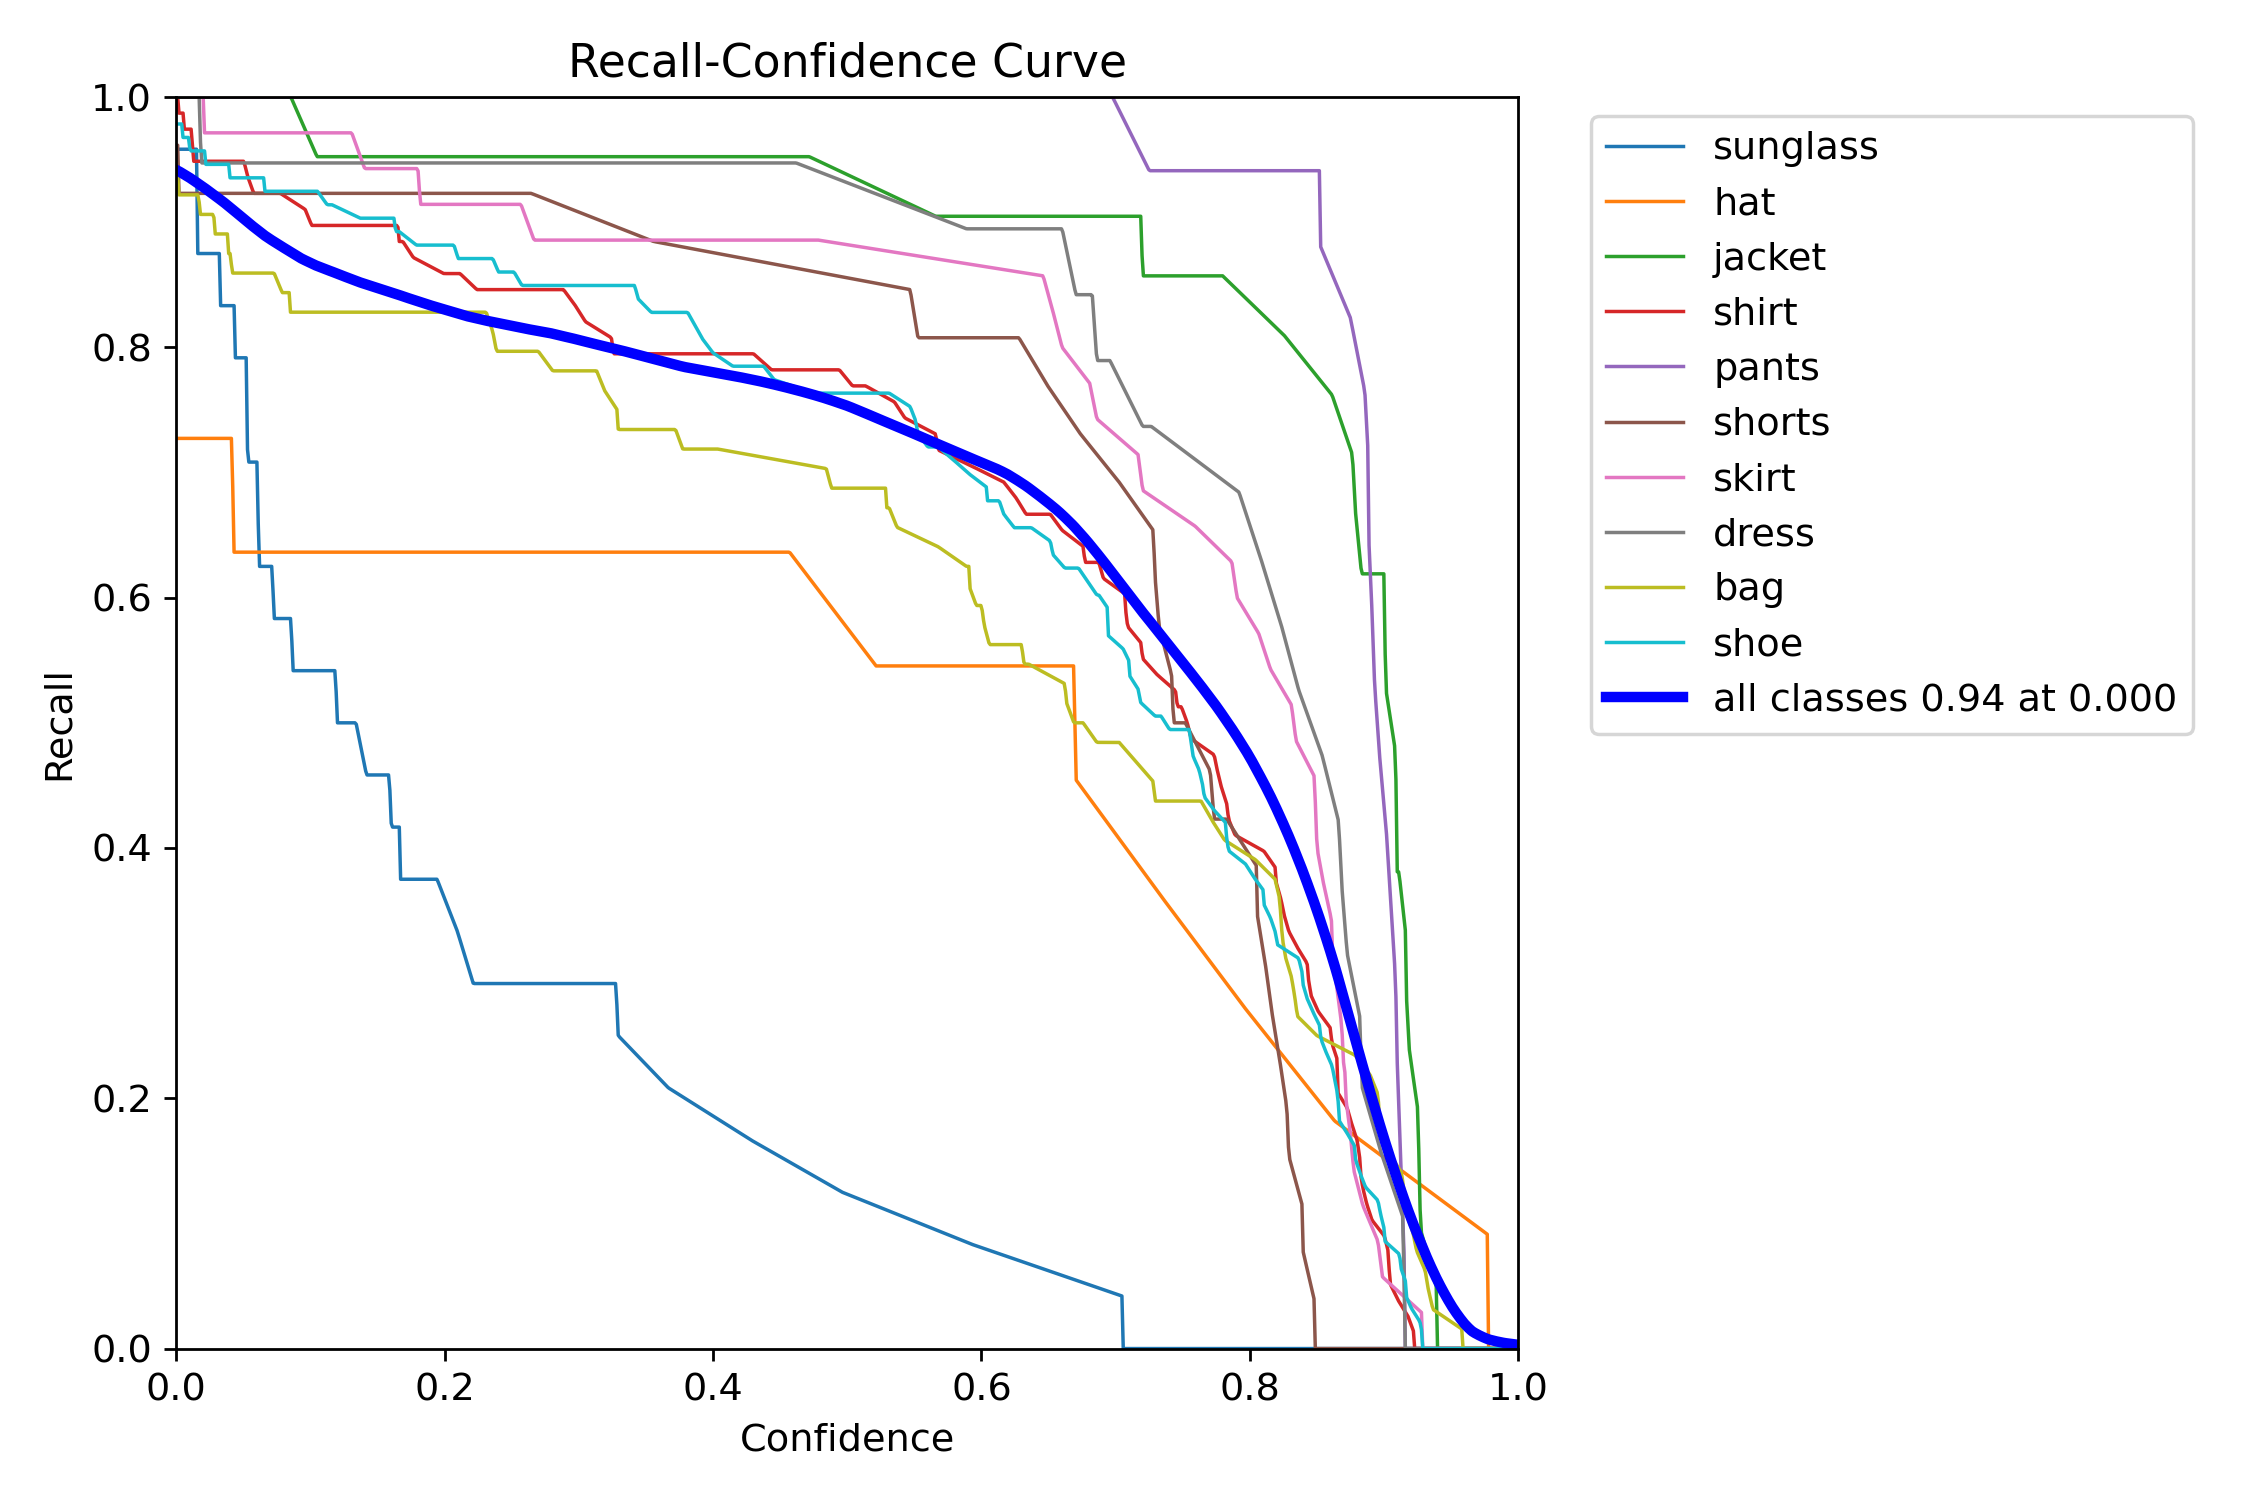 Recall-Confidence Curve
1.0
0.8
0.6
0.4
0.2
0.0
Recall
0.0 0.2 0.4 0.6 0.8 1.0
Confidence
sunglass
hat
jacket
shirt
pants
shorts
skirt
dress
bag
shoe
all classes 0.94 at 0.000